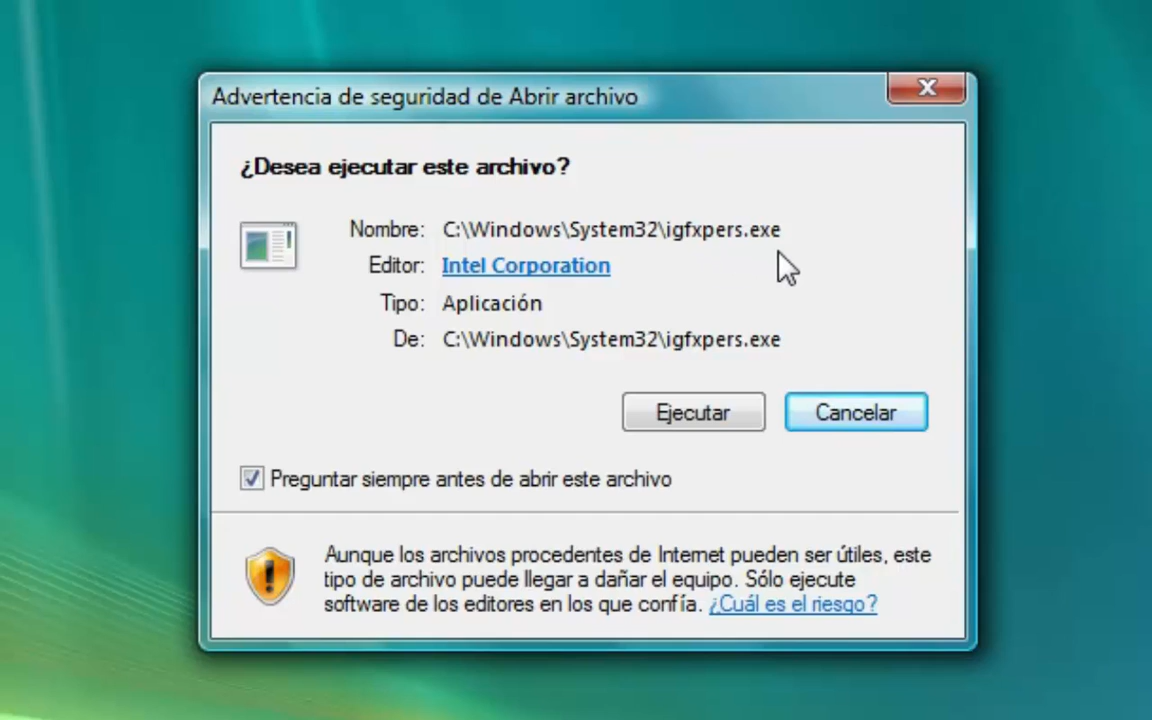 Advertencia de seguridad de Abrir archivo
¿Desea ejecutar este archivo?
Nombre: C:\Windows\System32\igfxpers.exe
Editor: Intel Corporation
Tipo: Aplicación
De: C:\Windows\System32\igfxpers.exe
Ejecutar Cancelar
Preguntar siempre antes de abrir este archivo
Aunque los archivos procedentes de Internet pueden ser útiles, este
tipo de archivo puede llegar a dañar el equipo. Sólo ejecute
software de los editores en los que confía. ¿Cuál es el riesgo?